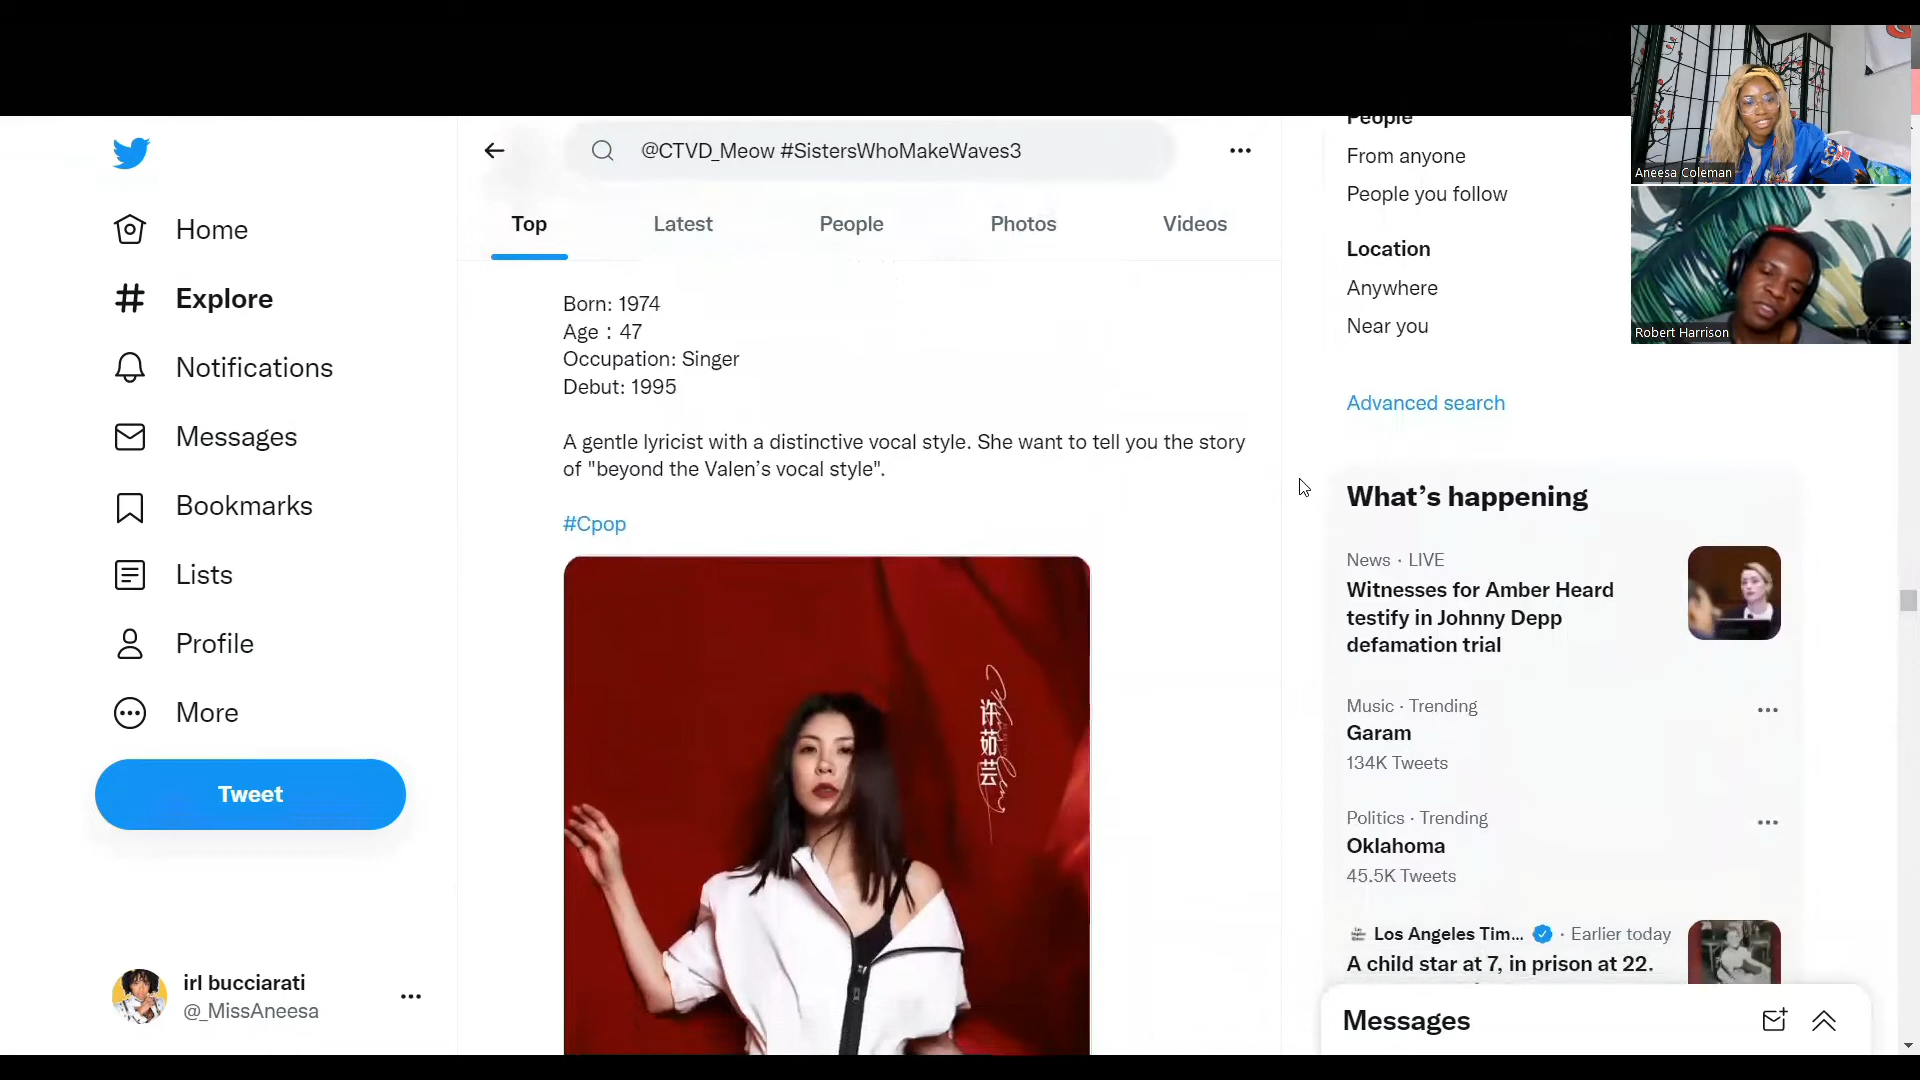 @CTVD_Meow #SistersWhoMakeWaves3
Top
Latest
People
Photos
Videos
Home
Explore
Notifications
Messages
Bookmarks
Lists
Profile
More
Tweet
irl bucciarati
@_MissAneesa
Born: 1974
Age：47
Occupation: Singer
Debut: 1995
A gentle lyricist with a distinctive vocal style. She want to tell you the story
of "beyond the Valen’s vocal style".
#Cpop
许茹芸
People
From anyone
People you follow
Location
Anywhere
Near you
Advanced search
What’s happening
News · LIVE
Witnesses for Amber Heard
testify in Johnny Depp
defamation trial
Music · Trending
Garam
134K Tweets
Politics · Trending
Oklahoma
45.5K Tweets
Los Angeles Tim... · Earlier today
A child star at 7, in prison at 22.
Messages
Aneesa Coleman
Robert Harrison